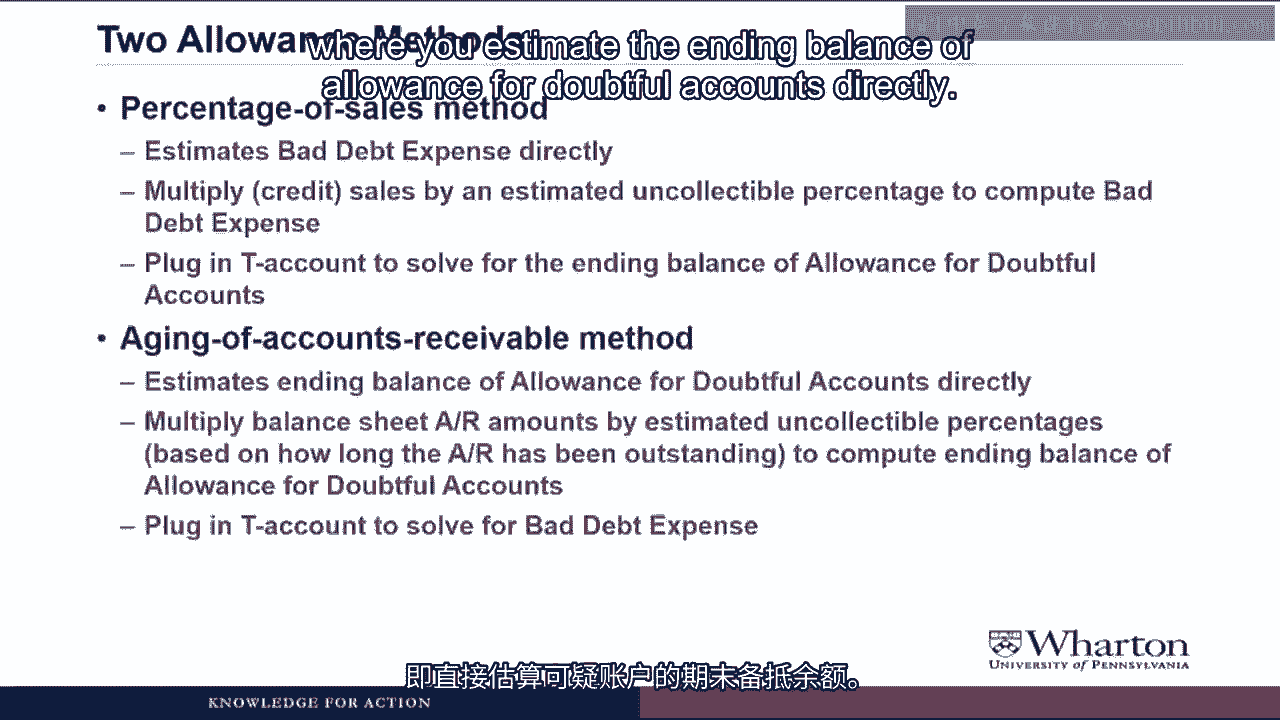 Two Allowance Methods
where you estimate the ending balance of
allowance for doubtful accounts directly.
• Percentage-of-sales method
– Estimates Bad Debt Expense directly
– Multiply (credit) sales by an estimated uncollectible percentage to compute Bad
Debt Expense
– Plug in T-account to solve for the ending balance of Allowance for Doubtful
Accounts
• Aging-of-accounts-receivable method
– Estimates ending balance of Allowance for Doubtful Accounts directly
– Multiply balance sheet A/R amounts by estimated uncollectible percentages
(based on how long the A/R has been outstanding) to compute ending balance of
Allowance for Doubtful Accounts
– Plug in T-account to solve for Bad Debt Expense
Wharton
UNIVERSITY of PENNSYLVANIA
即直接估算可疑账户的期末备抵余额。
KNOWLEDGE FOR ACTION